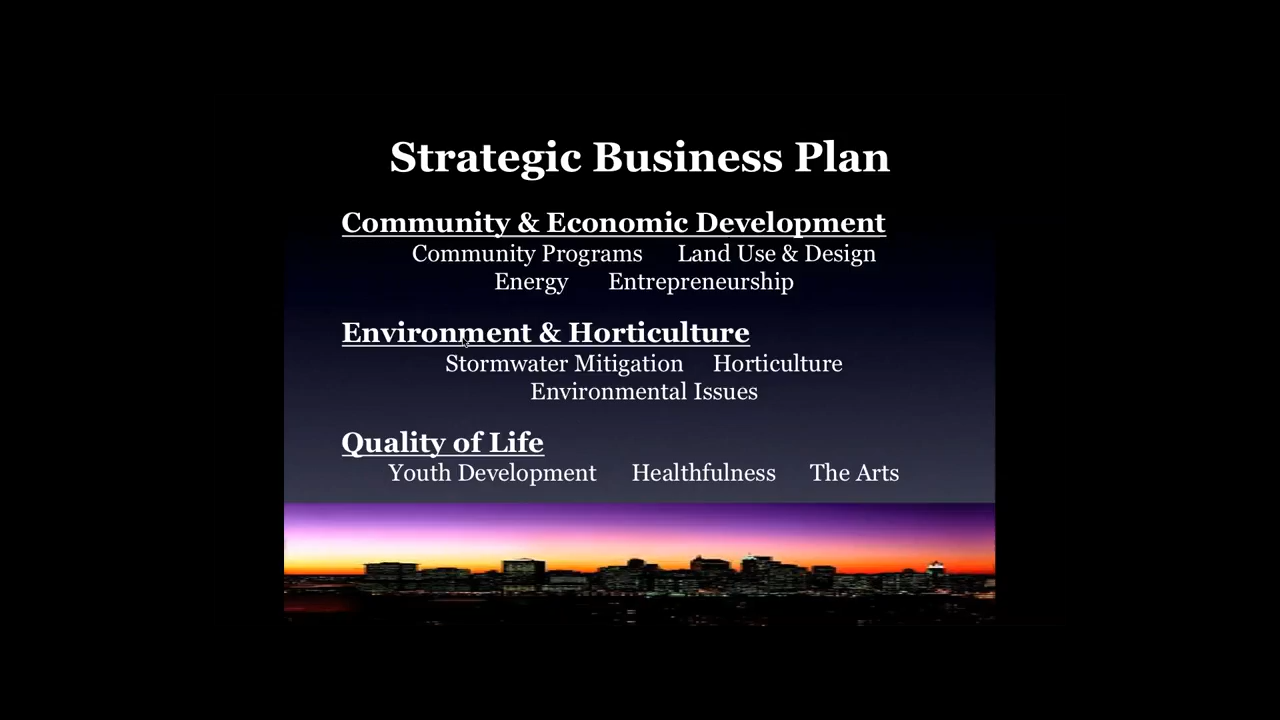 Strategic Business Plan
Community & Economic Development
Community Programs Land Use & Design
Energy Entrepreneurship
Environment & Horticulture
Stormwater Mitigation Horticulture
Environmental Issues
Quality of Life
Youth Development Healthfulness The Arts